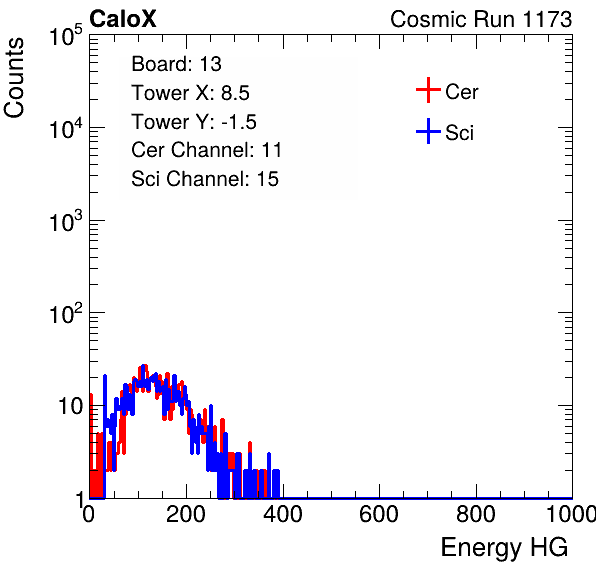 CaloX Cosmic Run 1173
Counts
10^5
10^4
10^3
10^2
10
1
Board: 13
Tower X: 8.5
Tower Y: -1.5
Cer Channel: 11
Sci Channel: 15
Cer
Sci
0 200 400 600 800 1000
Energy HG